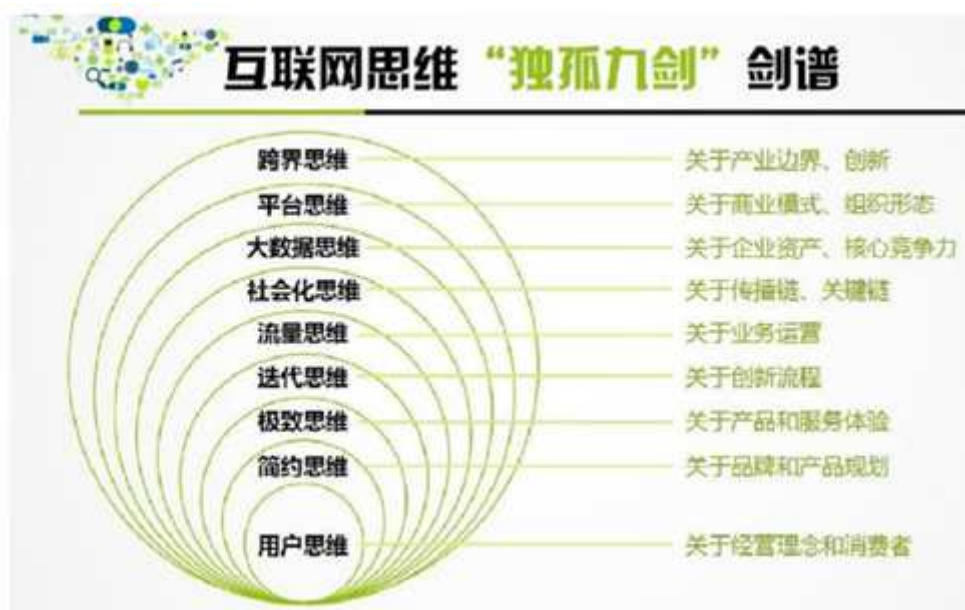 互联网思维“独孤九剑”剑谱
跨界思维 关于产业边界、创新
平台思维 关于商业模式、组织形态
大数据思维 关于企业资产、核心竞争力
社会化思维 关于传播链、关键链
流量思维 关于业务运营
迭代思维 关于创新流程
极致思维 关于产品和服务体验
简约思维 关于品牌和产品规划
用户思维 关于经营理念和消费者